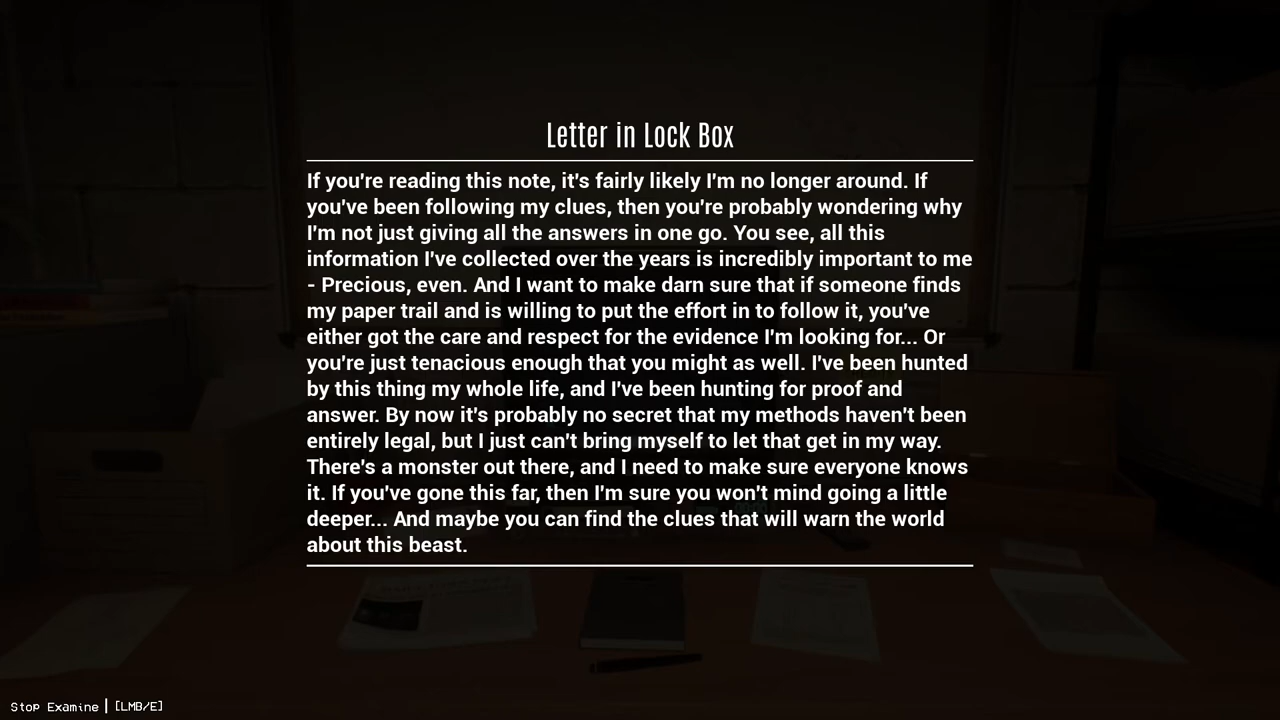 Letter in Lock Box
If you're reading this note, it's fairly likely I'm no longer around. If
you've been following my clues, then you're probably wondering why
I'm not just giving all the answers in one go. You see, all this
information I've collected over the years is incredibly important to me
- Precious, even. And I want to make darn sure that if someone finds
my paper trail and is willing to put the effort in to follow it, you've
either got the care and respect for the evidence I'm looking for... Or
you're just tenacious enough that you might as well. I've been hunted
by this thing my whole life, and I've been hunting for proof and
answer. By now it's probably no secret that my methods haven't been
entirely legal, but I just can't bring myself to let that get in my way.
There's a monster out there, and I need to make sure everyone knows
it. If you've gone this far, then I'm sure you won't mind going a little
deeper... And maybe you can find the clues that will warn the world
about this beast.
Stop Examine | [LMB/E]